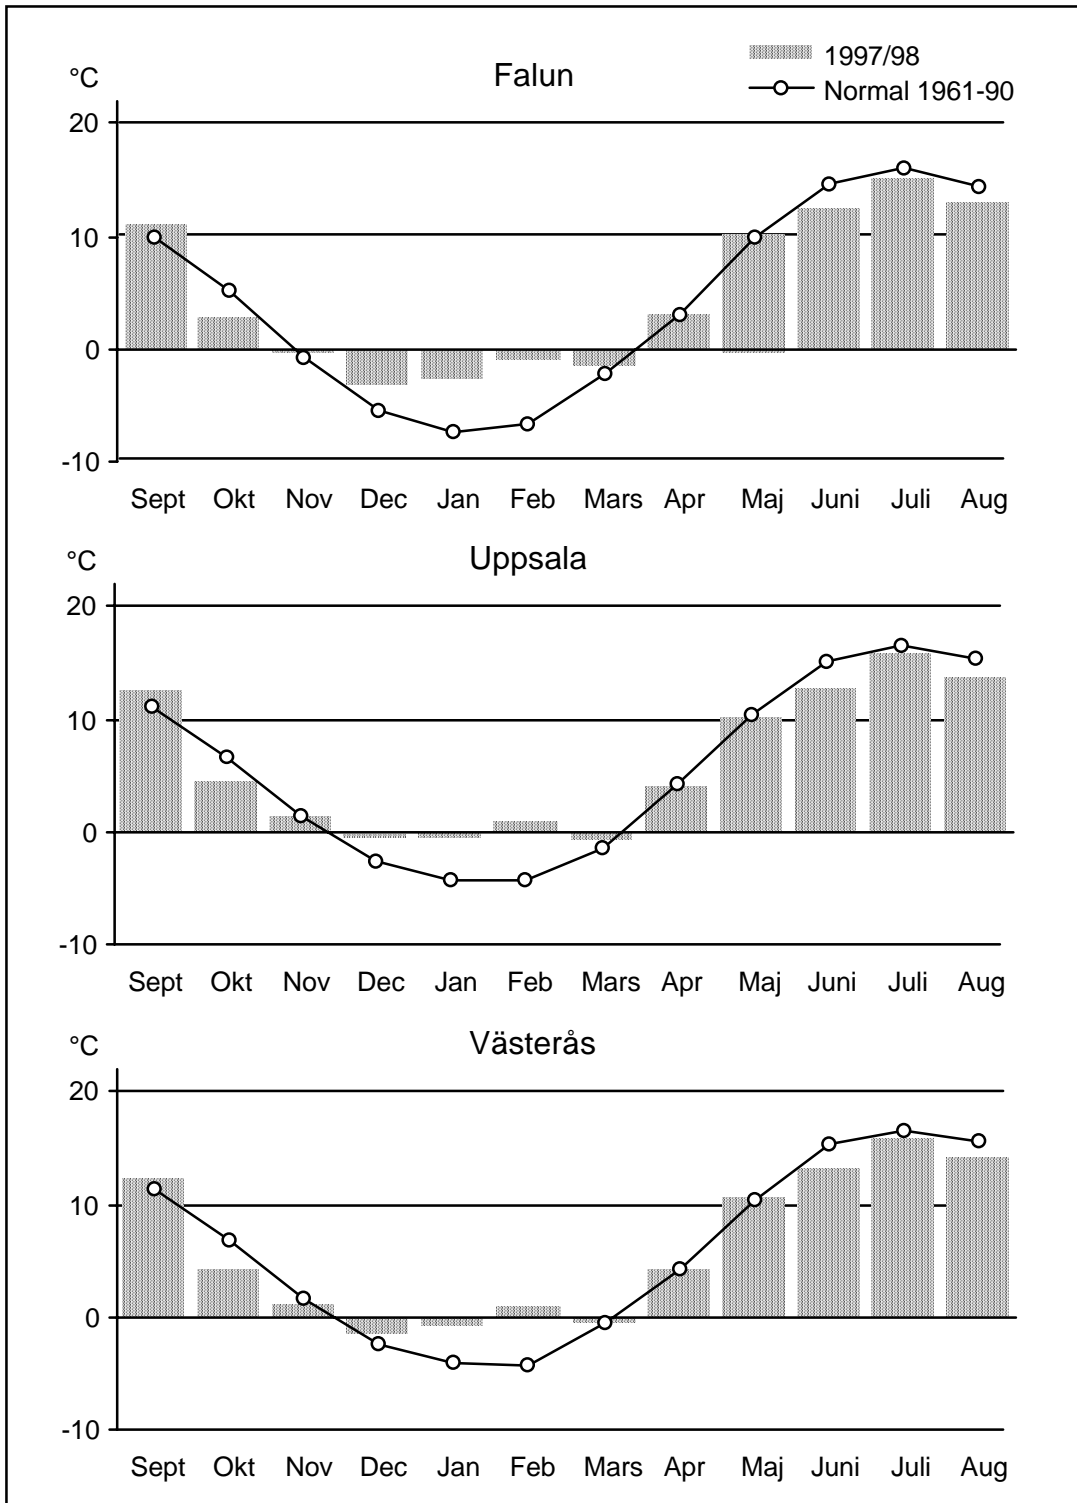 1997/98
Normal 1961-90
°C
Falun
20
10
0
-10
Sept Okt Nov Dec Jan Feb Mars Apr Maj Juni Juli Aug
°C
Uppsala
20
10
0
-10
Sept Okt Nov Dec Jan Feb Mars Apr Maj Juni Juli Aug
°C
Västerås
20
10
0
-10
Sept Okt Nov Dec Jan Feb Mars Apr Maj Juni Juli Aug